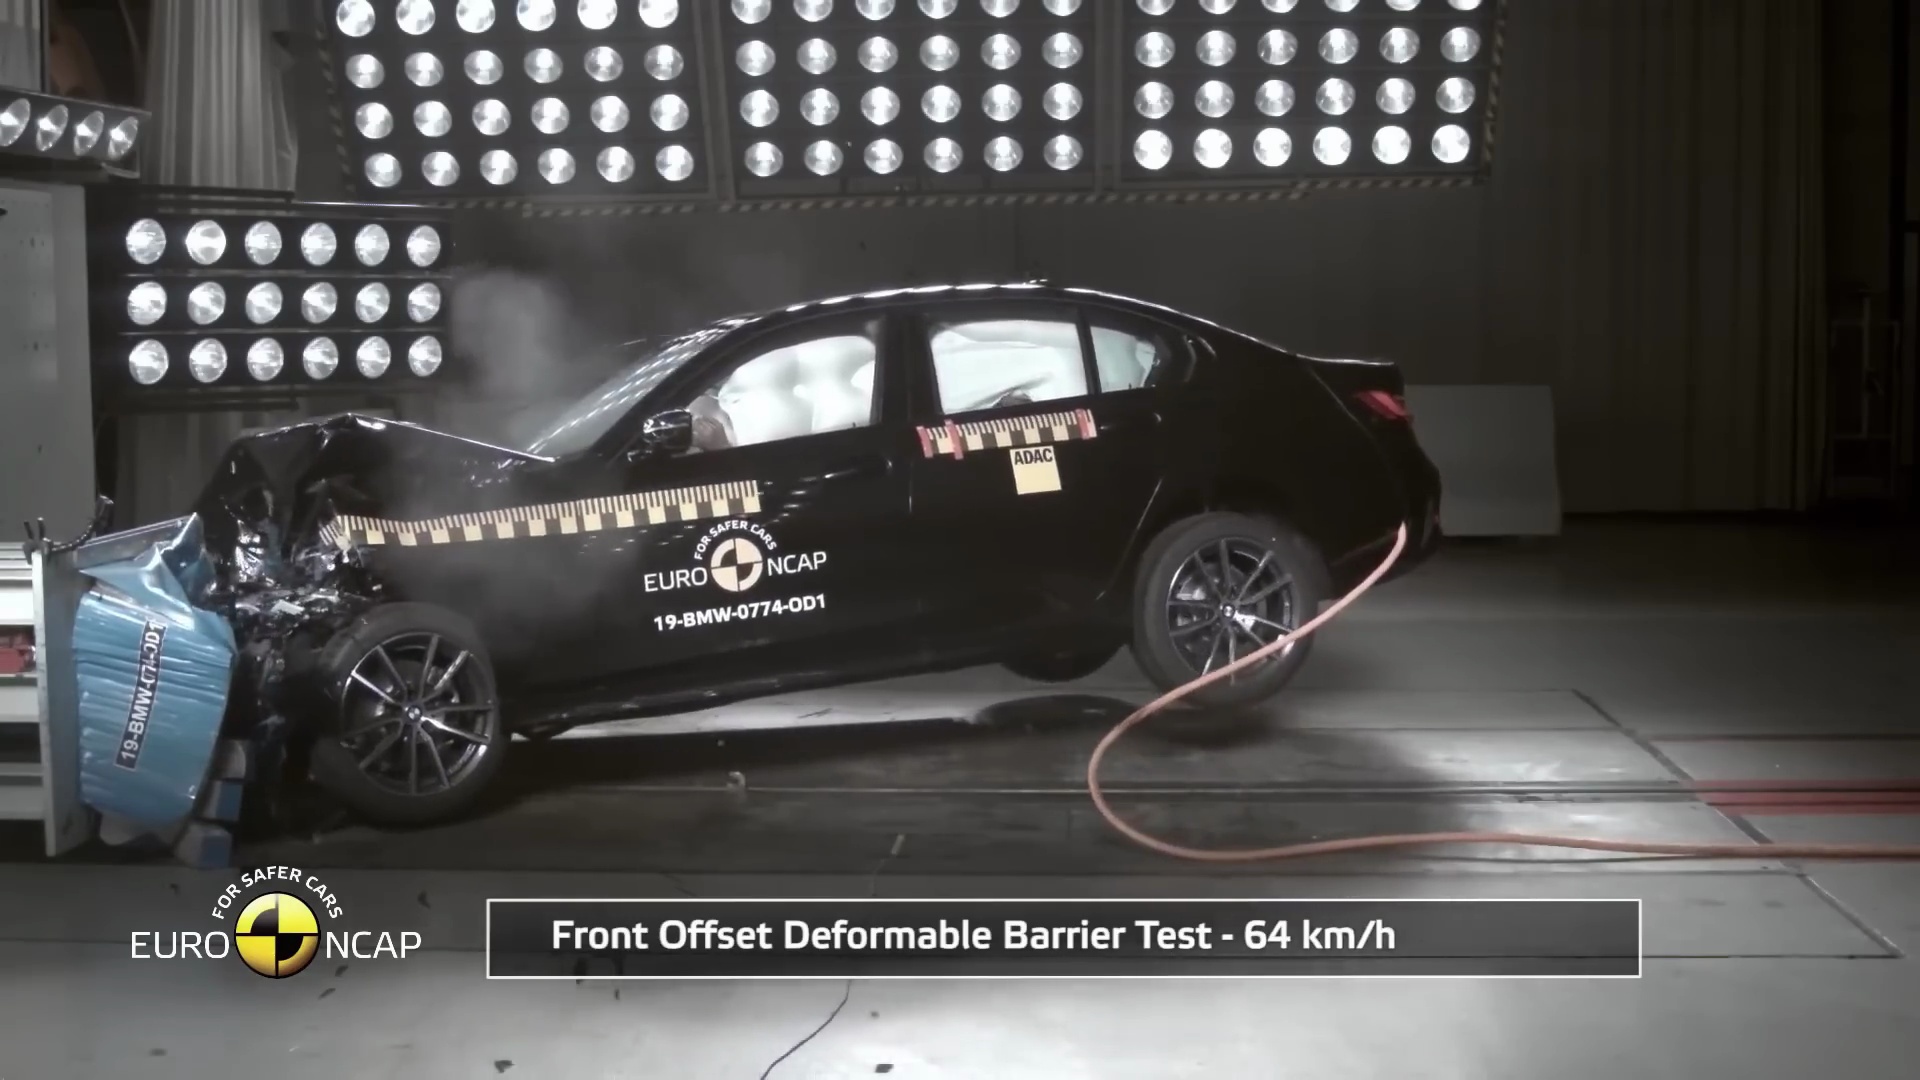 ADAC
FOR SAFER CARS
EURO NCAP
19-BMW-0774-OD1
19-BMW-074-OD1
FOR SAFER CARS
EURO NCAP
Front Offset Deformable Barrier Test - 64 km/h